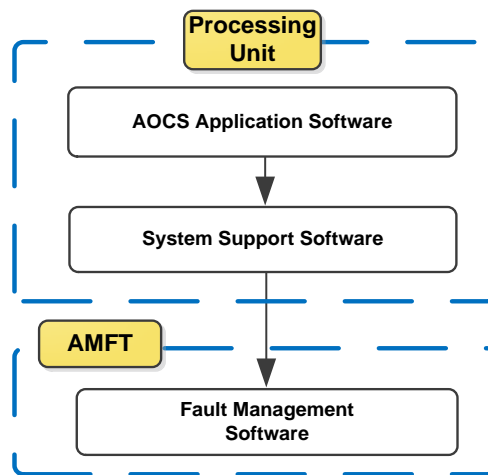 Processing
Unit
AOCS Application Software
System Support Software
AMFT
Fault Management
Software